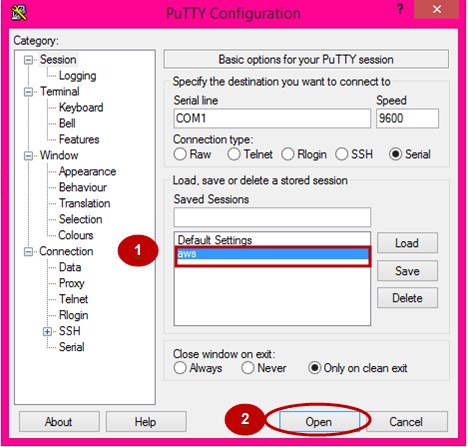 PuTTY Configuration
?
x
Category:
Session
Logging
Terminal
Keyboard
Bell
Features
Window
Appearance
Behaviour
Translation
Selection
Colours
Connection
Data
Proxy
Telnet
Rlogin
SSH
Serial
Basic options for your PuTTY session
Specify the destination you want to connect to
Serial line Speed
COM1 9600
Connection type:
Raw Telnet Rlogin SSH Serial
Load, save or delete a stored session
Saved Sessions
Default Settings
Load
1
aws
Save
Delete
Close window on exit:
Always Never Only on clean exit
About Help 2 Open Cancel